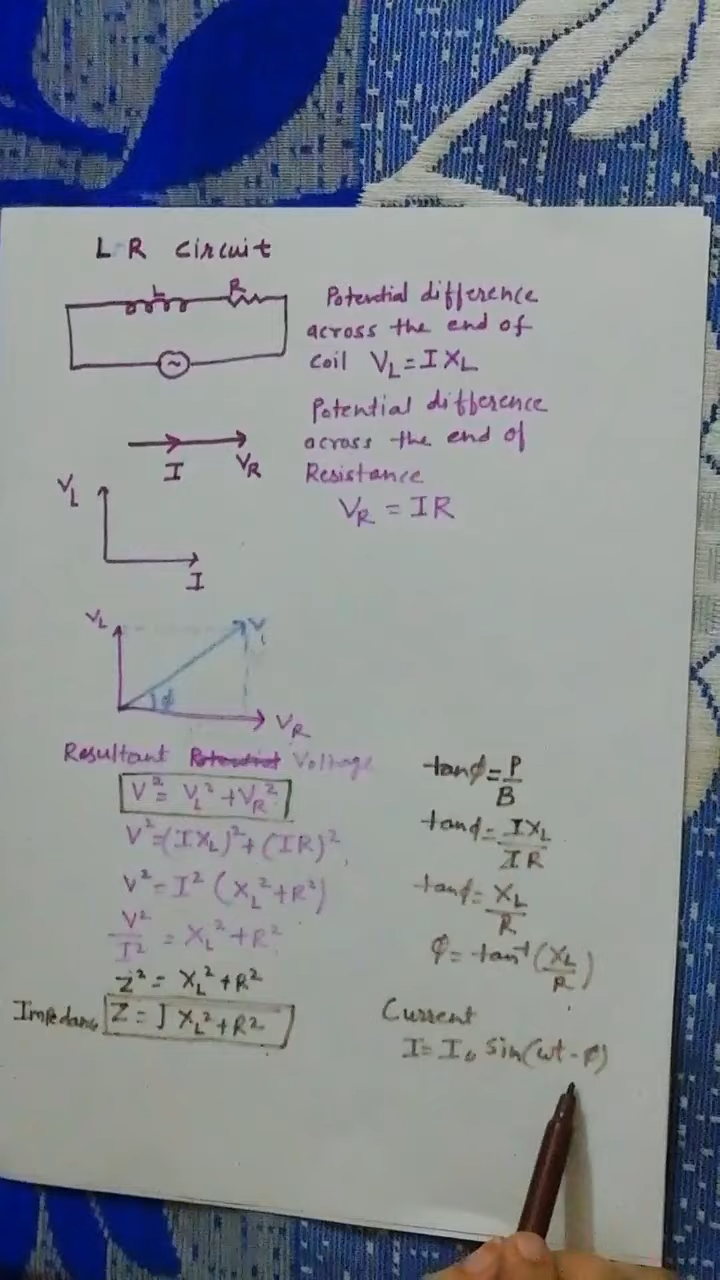 L-R Circuit
L R
~
Potential difference
across the end of
coil V_L = I X_L
Potential difference
across the end of
Resistance
V_R = IR
I V_R
V_L
I
V_L V
φ
V_R
Resultant Voltage
V² = V_L² + V_R²
V² = (IX_L)² + (IR)²
V² = I² (X_L² + R²)
V²/I² = X_L² + R²
Z² = X_L² + R²
Impedanc Z = √X_L² + R²
tanφ = P/B
tanφ = IX_L/IR
tanφ = X_L/R
φ = tan⁻¹(X_L/R)
Current
I = I₀ sin(ωt - φ)